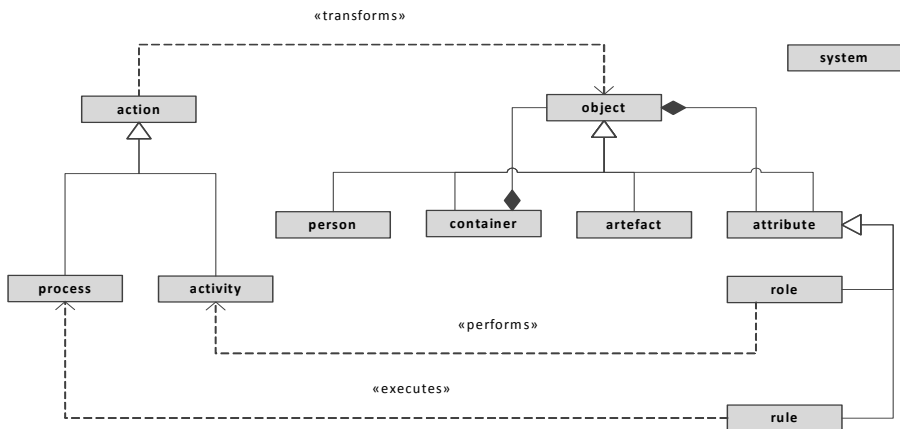 «transforms»
system
action
object
person
container
artefact
attribute
process
activity
role
«performs»
«executes»
rule